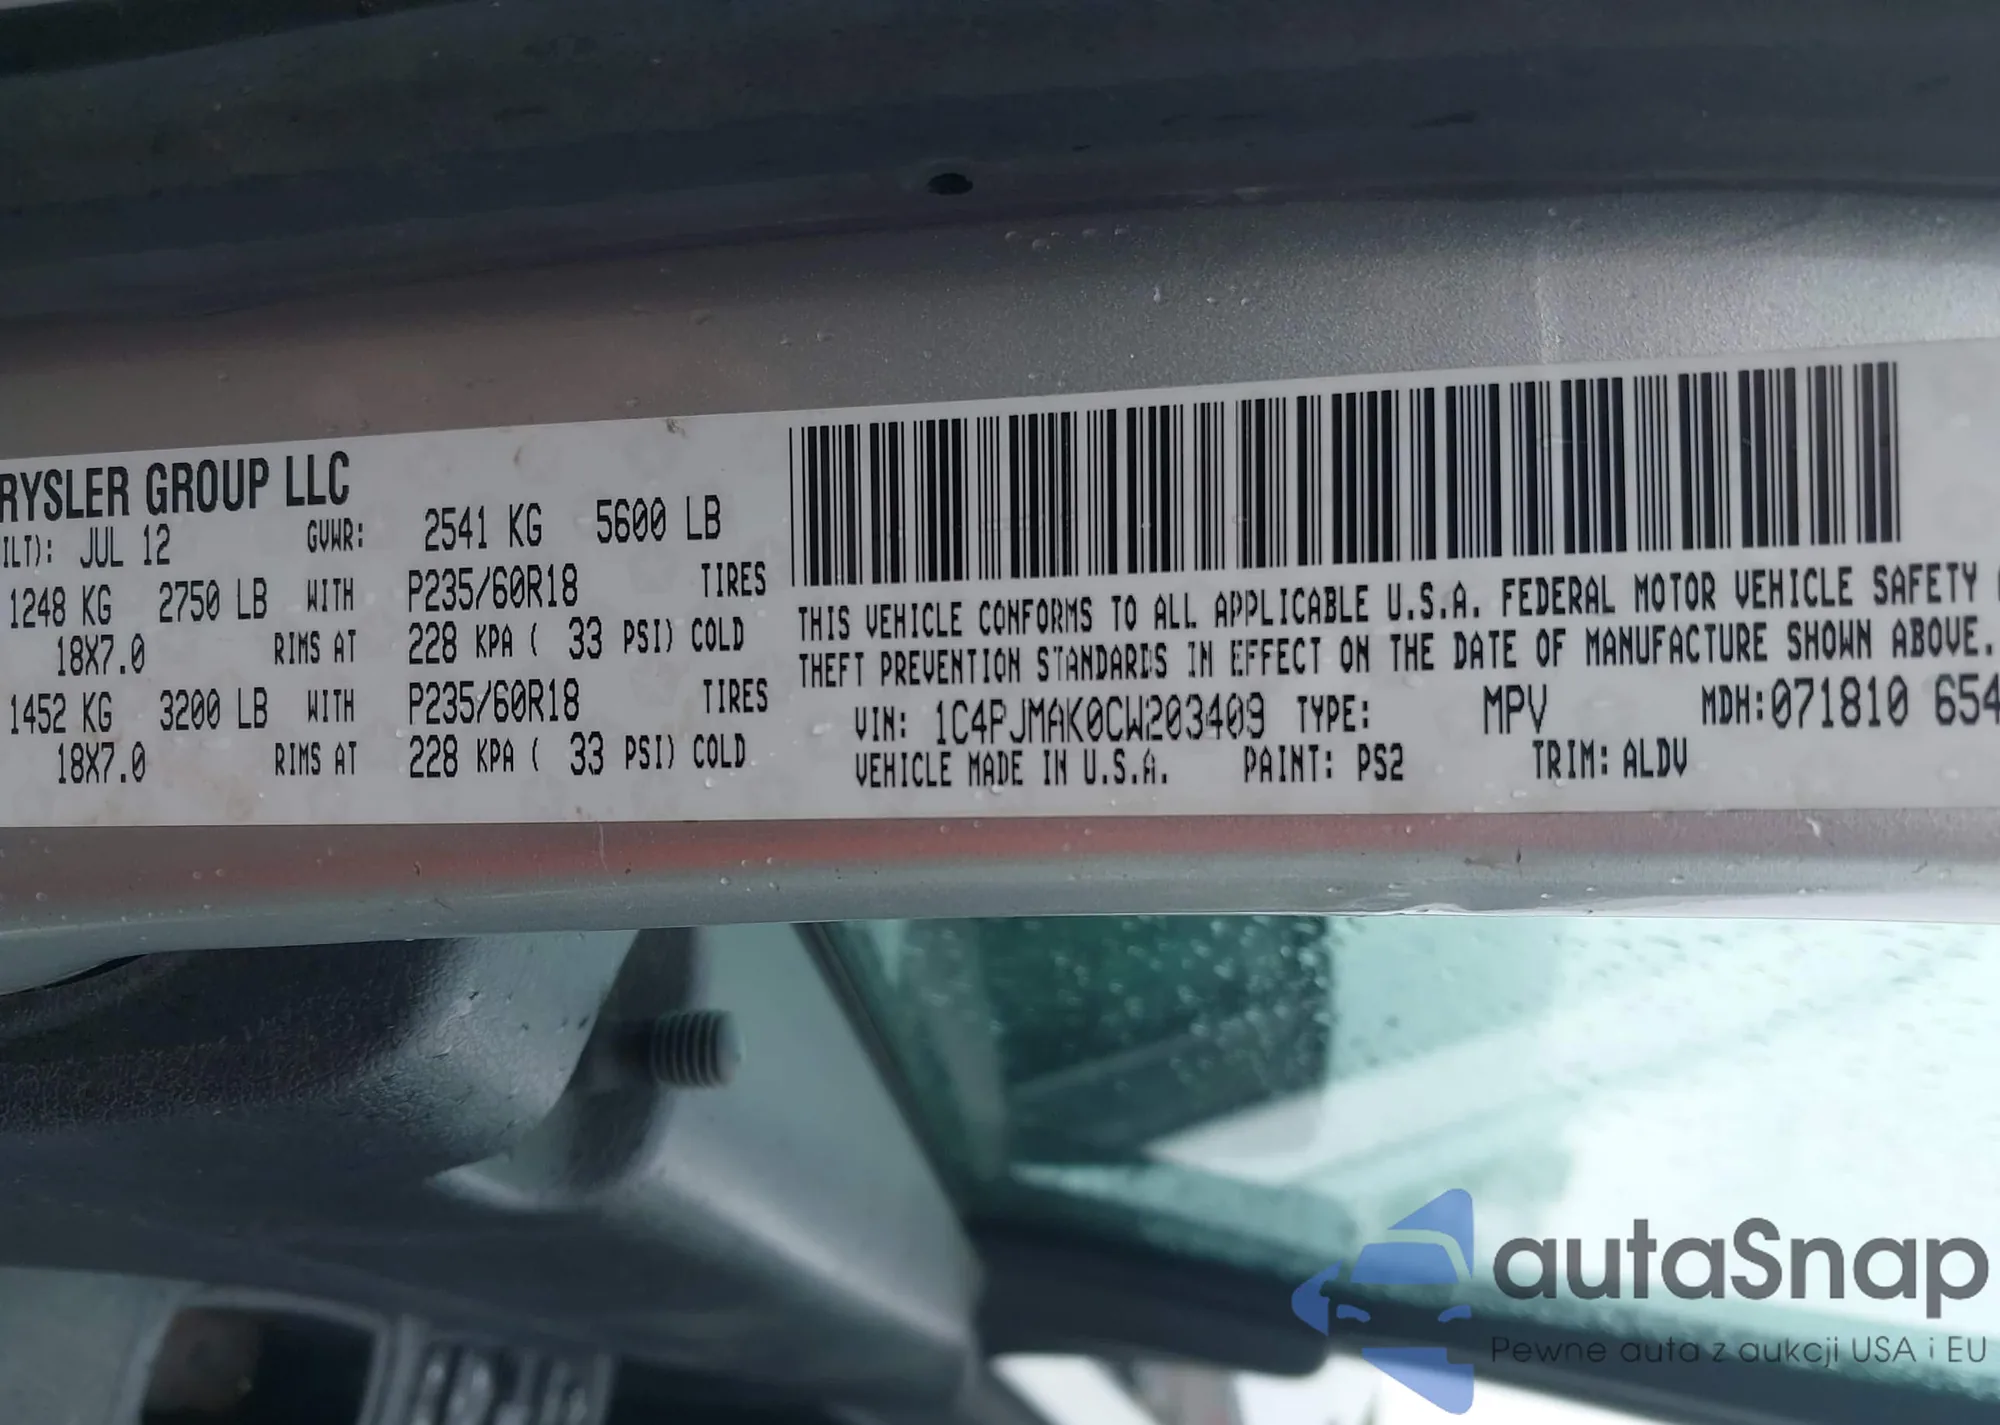 RYSLER GROUP LLC
ILT): JUL 12 GVWR: 2541 KG 5600 LB
1248 KG 2750 LB WITH P235/60R18 TIRES
18X7.0 RIMS AT 228 KPA ( 33 PSI) COLD
1452 KG 3200 LB WITH P235/60R18 TIRES
18X7.0 RIMS AT 228 KPA ( 33 PSI) COLD
THIS VEHICLE CONFORMS TO ALL APPLICABLE U.S.A. FEDERAL MOTOR VEHICLE SAFETY
THEFT PREVENTION STANDARDS IN EFFECT ON THE DATE OF MANUFACTURE SHOWN ABOVE.
VIN: 1C4PJMAK0CW203409 TYPE: MPV MDH:071810 654
VEHICLE MADE IN U.S.A. PAINT: PS2 TRIM: ALDV
autaSnap
Pewne auta z aukcji USA i EU